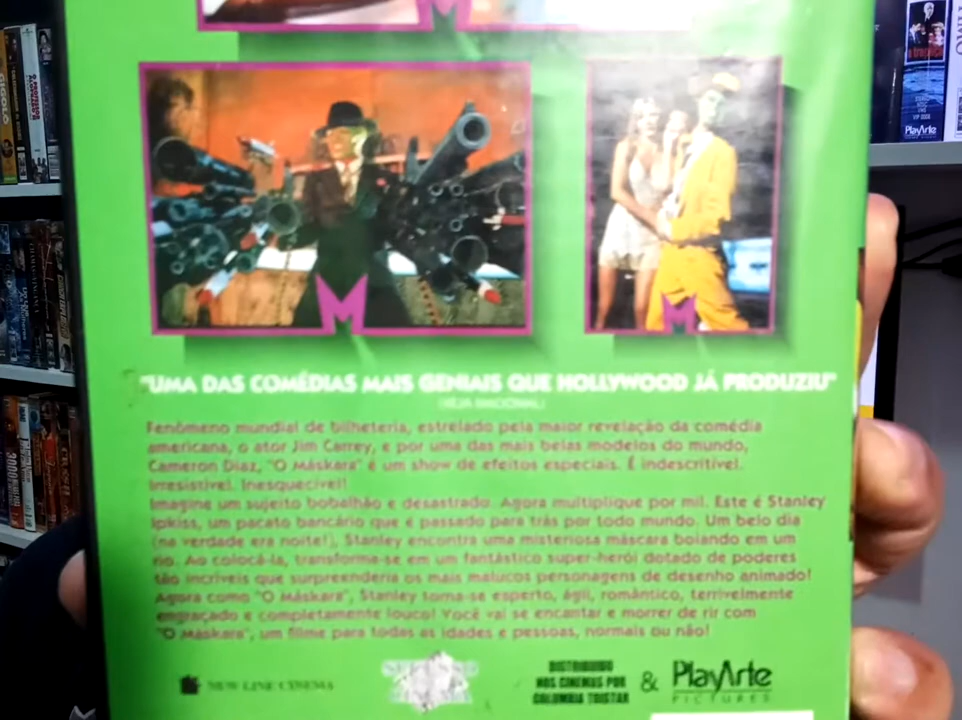 "UMA DAS COMÉDIAS MAIS GENIAIS QUE HOLLYWOOD JÁ PRODUZIU"
(VEJA NACIONAL)
Fenômeno mundial de bilheteria, estrelado pela maior revelação da comédia
americana, o ator Jim Carrey, e por uma das mais belas modelos do mundo,
Cameron Diaz, "O Máskara" é um show de efeitos especiais. É indescritível.
Irresistível. Inesquecível!
Imagine um sujeito bobalhão e desastrado. Agora multiplique por mil. Este é Stanley
Ipkiss, um pacato bancário que é passado para trás por todo mundo. Um belo dia
(na verdade era noite!), Stanley encontra uma misteriosa máscara boiando em um
rio. Ao colocá-la, transforma-se em um fantástico super-herói dotado de poderes
tão incríveis que surpreenderia os mais malucos personagens de desenho animado!
Agora como "O Máskara", Stanley torna-se esperto, ágil, romântico, terrivelmente
engraçado e completamente louco! Você vai se encantar e morrer de rir com
"O Máskara", um filme para todas as idades e pessoas, normais ou não!
NEW LINE CINEMA
DISTRIBUIDO
NOS CINEMAS POR
COLUMBIA TRISTAR
&
PlayArte
PICTURES
PlayArte